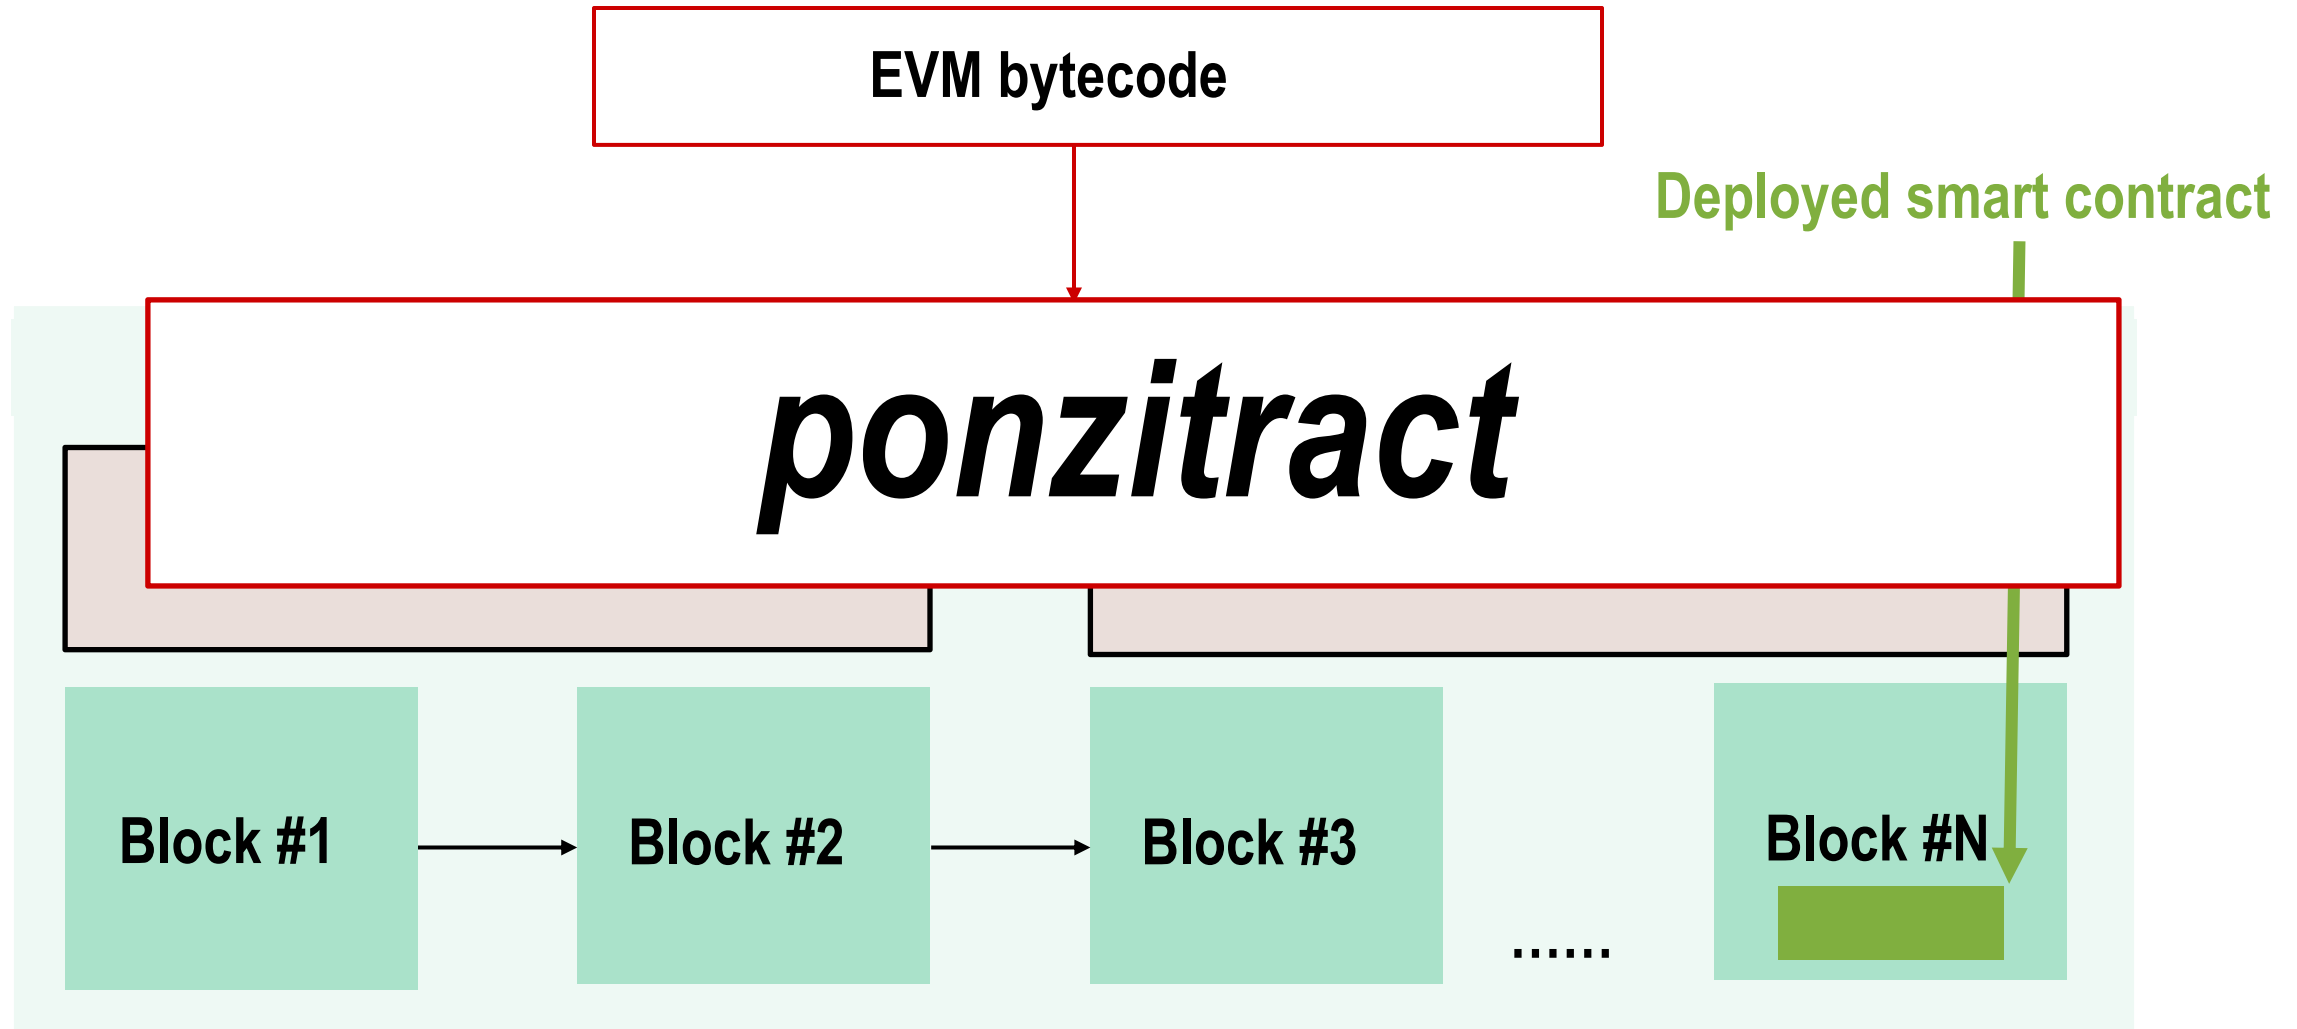 EVM bytecode
Deployed smart contract
ponzitract
Block #1
Block #2
Block #3
......
Block #N